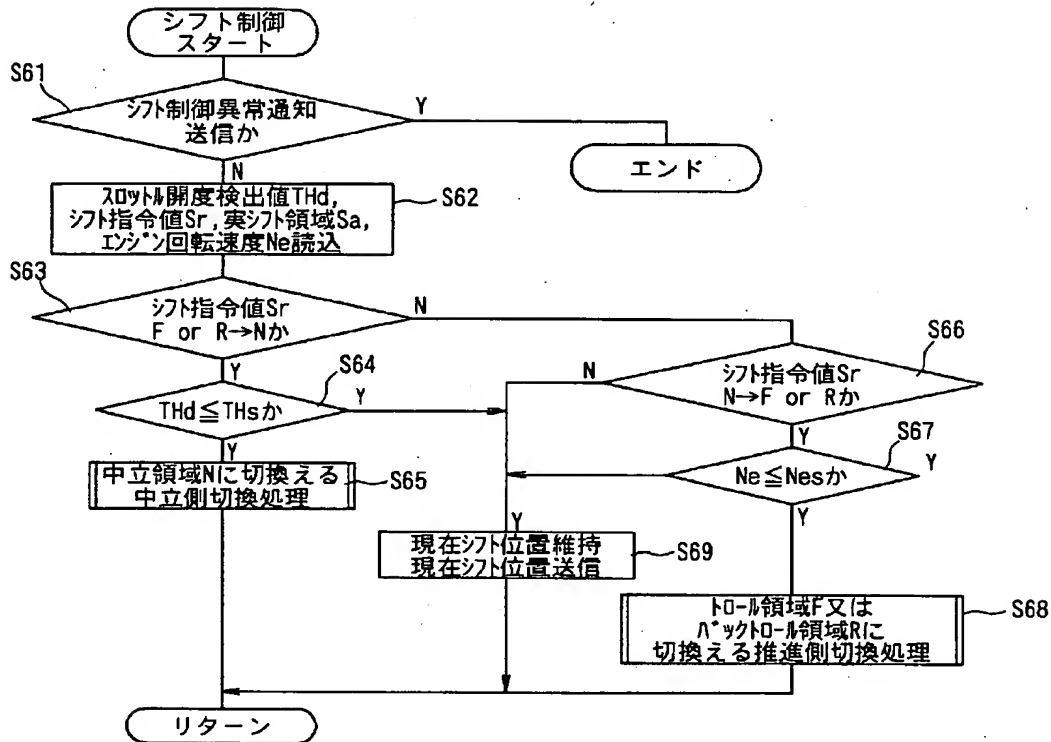 シフト制御
スタート
S61
シフト制御異常通知
送信か
Y
エンド
N
スロットル開度検出値THd,
シフト指令値Sr,実シフト領域Sa,
エンジン回転速度Ne読込
S62
S63
シフト指令値Sr
F or R→Nか
N
Y
S64
THd≦THsか
Y
Y
中立領域Nに切換える
中立側切換処理
S65
S66
シフト指令値Sr
N→F or Rか
N
Y
S67
Ne≦Nesか
Y
Y
Y
現在シフト位置維持
現在シフト位置送信
S69
トロール領域F又は
バックトロール領域Rに
切換える推進側切換処理
S68
リターン